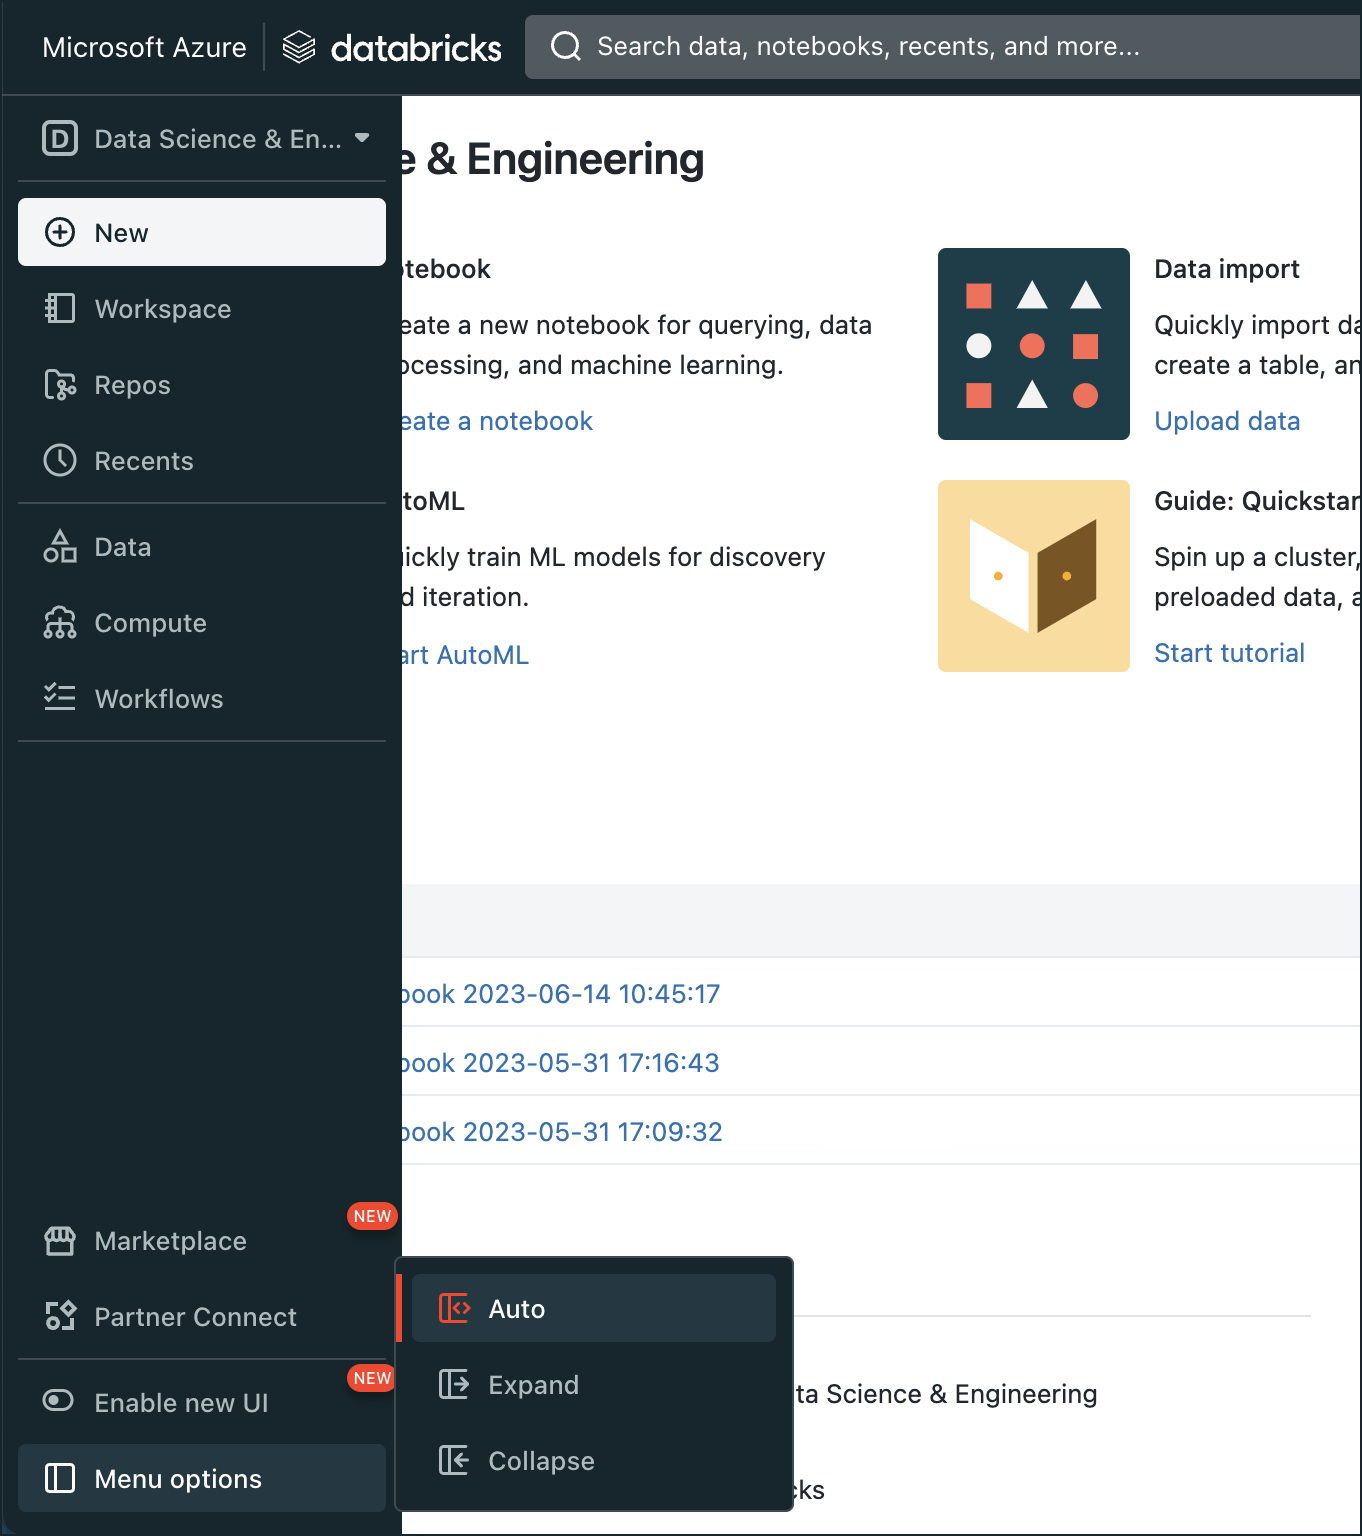 Microsoft Azure
databricks
Search data, notebooks, recents, and more...
D
Data Science & En...
New
Workspace
Repos
Recents
Data
Compute
Workflows
Marketplace
NEW
Partner Connect
Enable new UI
NEW
Menu options
Auto
Expand
Collapse
e & Engineering
otebook
eate a new notebook for querying, data
ocessing, and machine learning.
eate a notebook
Data import
Quickly import da
create a table, an
Upload data
toML
uickly train ML models for discovery
d iteration.
art AutoML
Guide: Quickstar
Spin up a cluster,
preloaded data, a
Start tutorial
book 2023-06-14 10:45:17
book 2023-05-31 17:16:43
book 2023-05-31 17:09:32
ta Science & Engineering
cks